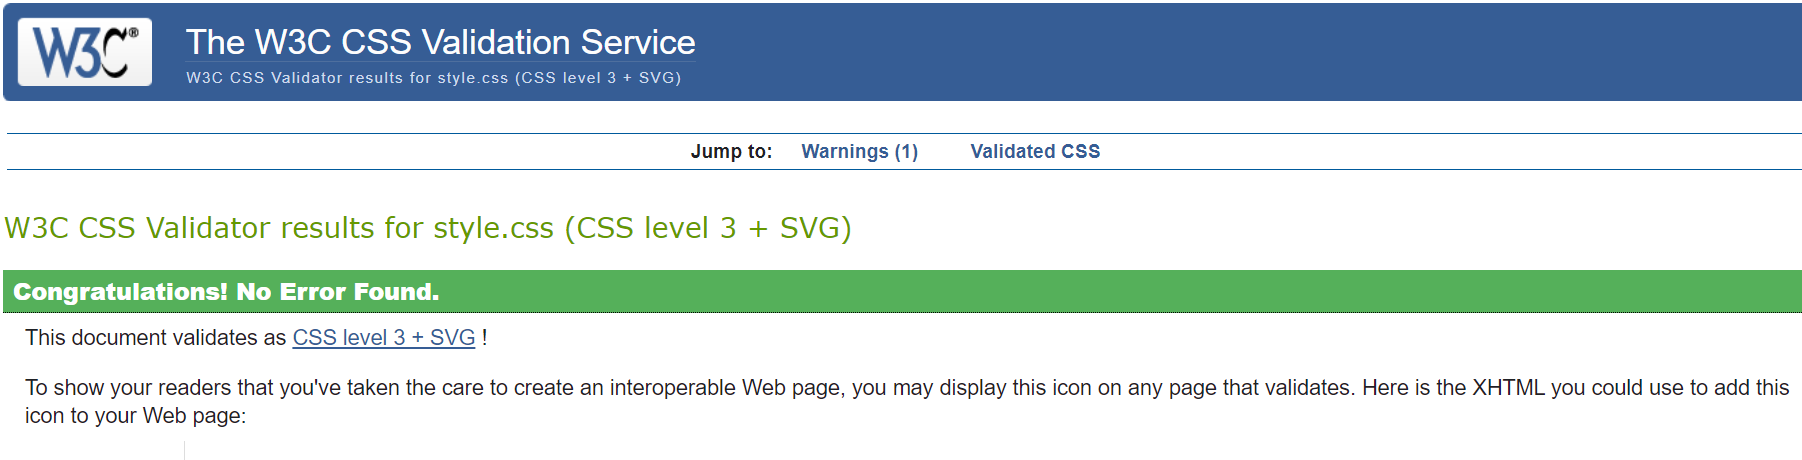 W3C®
The W3C CSS Validation Service
W3C CSS Validator results for style.css (CSS level 3 + SVG)
Jump to: Warnings (1) Validated CSS
W3C CSS Validator results for style.css (CSS level 3 + SVG)
Congratulations! No Error Found.
This document validates as CSS level 3 + SVG !
To show your readers that you've taken the care to create an interoperable Web page, you may display this icon on any page that validates. Here is the XHTML you could use to add this
icon to your Web page: